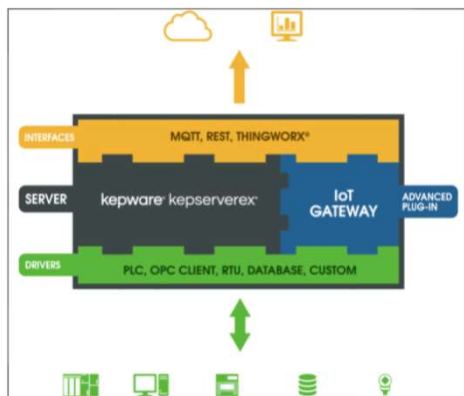 INTERFACES
MQTT, REST, THINGWORX®
SERVER
kepware® kepserverex®
IoT
GATEWAY
ADVANCED
PLUG-IN
DRIVERS
PLC, OPC CLIENT, RTU, DATABASE, CUSTOM